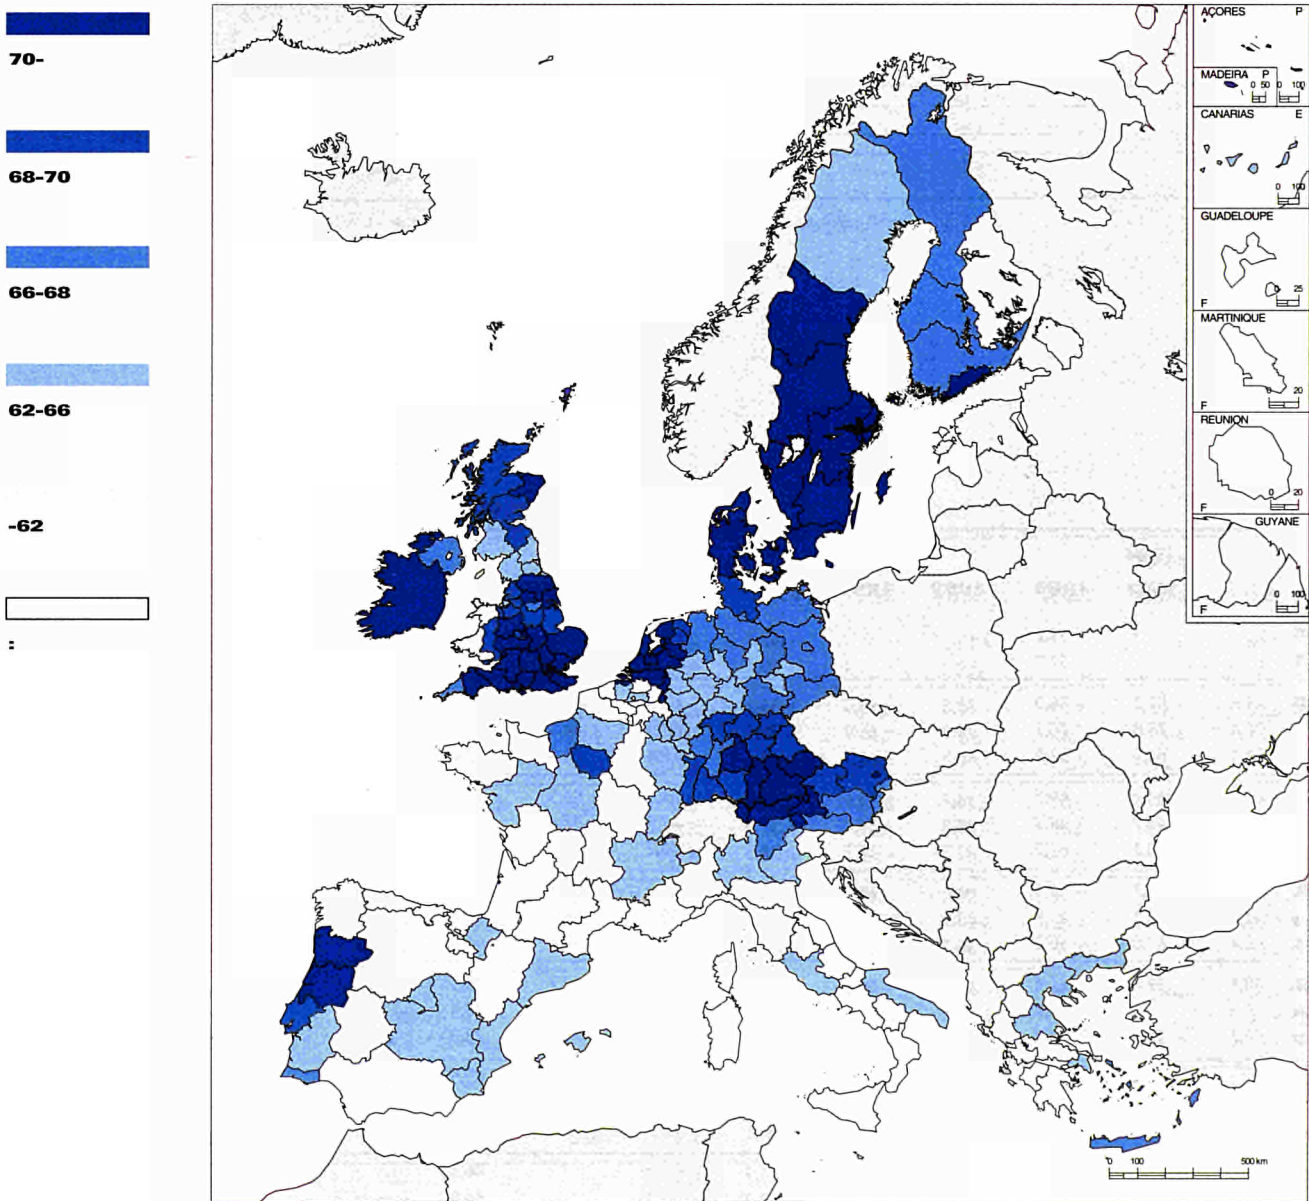 70-
68-70
66-68
62-66
-62
:
AÇORES P
MADEIRA P
0 50 0 100
CANARIAS E
0 100
GUADELOUPE
0 25
F
MARTINIQUE
0 20
F
REUNION
0 20
F
GUYANE
0 100
F
0 100 500 km